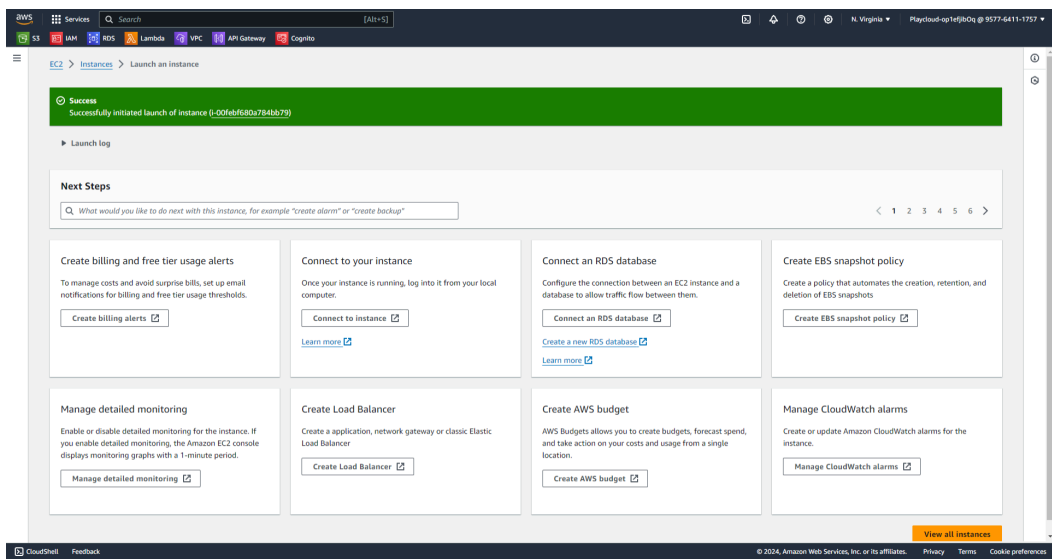 aws
Services
Search
[Alt+S]
N. Virginia ▼
Playcloud-op1efjibOq @ 9577-6411-1757 ▼
S3
IAM
RDS
Lambda
VPC
API Gateway
Cognito
EC2 > Instances > Launch an instance
Success
Successfully initiated launch of instance (i-00febf680a784bb79)
Launch log
Next Steps
What would you like to do next with this instance, for example "create alarm" or "create backup"
< 1 2 3 4 5 6 >
Create billing and free tier usage alerts
To manage costs and avoid surprise bills, set up email
notifications for billing and free tier usage thresholds.
Create billing alerts
Connect to your instance
Once your instance is running, log into it from your local
computer.
Connect to instance
Learn more
Connect an RDS database
Configure the connection between an EC2 instance and a
database to allow traffic flow between them.
Connect an RDS database
Create a new RDS database
Learn more
Create EBS snapshot policy
Create a policy that automates the creation, retention, and
deletion of EBS snapshots
Create EBS snapshot policy
Manage detailed monitoring
Enable or disable detailed monitoring for the instance. If
you enable detailed monitoring, the Amazon EC2 console
displays monitoring graphs with a 1-minute period.
Manage detailed monitoring
Create Load Balancer
Create a application, network gateway or classic Elastic
Load Balancer
Create Load Balancer
Create AWS budget
AWS Budgets allows you to create budgets, forecast spend,
and take action on your costs and usage from a single
location.
Create AWS budget
Manage CloudWatch alarms
Create or update Amazon CloudWatch alarms for the
instance.
Manage CloudWatch alarms
View all instances
CloudShell
Feedback
© 2024, Amazon Web Services, Inc. or its affiliates.
Privacy
Terms
Cookie preferences